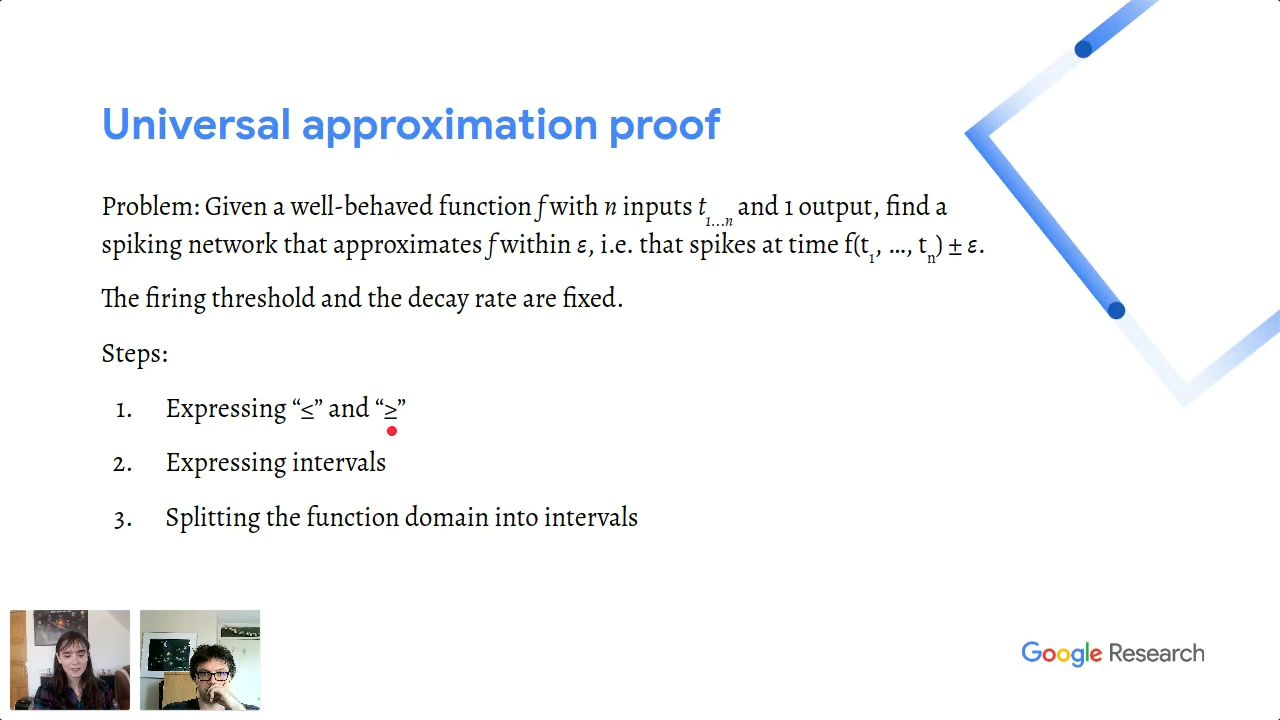 Universal approximation proof
Problem: Given a well-behaved function f with n inputs t1...n and 1 output, find a
spiking network that approximates f within ε, i.e. that spikes at time f(t1, ..., tn) ± ε.
The firing threshold and the decay rate are fixed.
Steps:
1. Expressing “≤” and “≥”
2. Expressing intervals
3. Splitting the function domain into intervals
Google Research